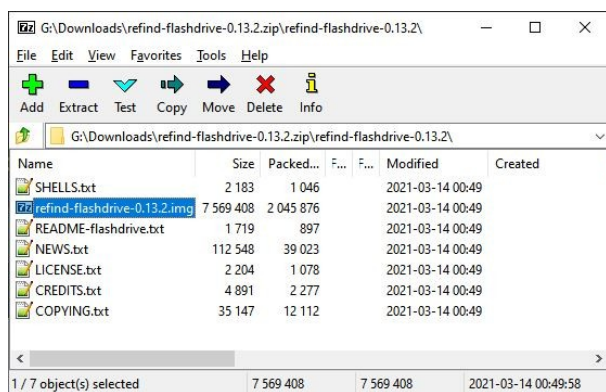 G:\Downloads\refind-flashdrive-0.13.2.zip\refind-flashdrive-0.13.2\
File Edit View Favorites Tools Help
Add Extract Test Copy Move Delete Info
G:\Downloads\refind-flashdrive-0.13.2.zip\refind-flashdrive-0.13.2\
Name Size Packed... F... F... Modified Created
SHELLS.txt 2 183 1 046 2021-03-14 00:49
refind-flashdrive-0.13.2.img 7 569 408 2 045 876 2021-03-14 00:49
README-flashdrive.txt 1 719 897 2021-03-14 00:49
NEWS.txt 112 548 39 023 2021-03-14 00:49
LICENSE.txt 2 204 1 078 2021-03-14 00:49
CREDITS.txt 4 891 2 277 2021-03-14 00:49
COPYING.txt 35 147 12 112 2021-03-14 00:49
1 / 7 object(s) selected 7 569 408 7 569 408 2021-03-14 00:49:58